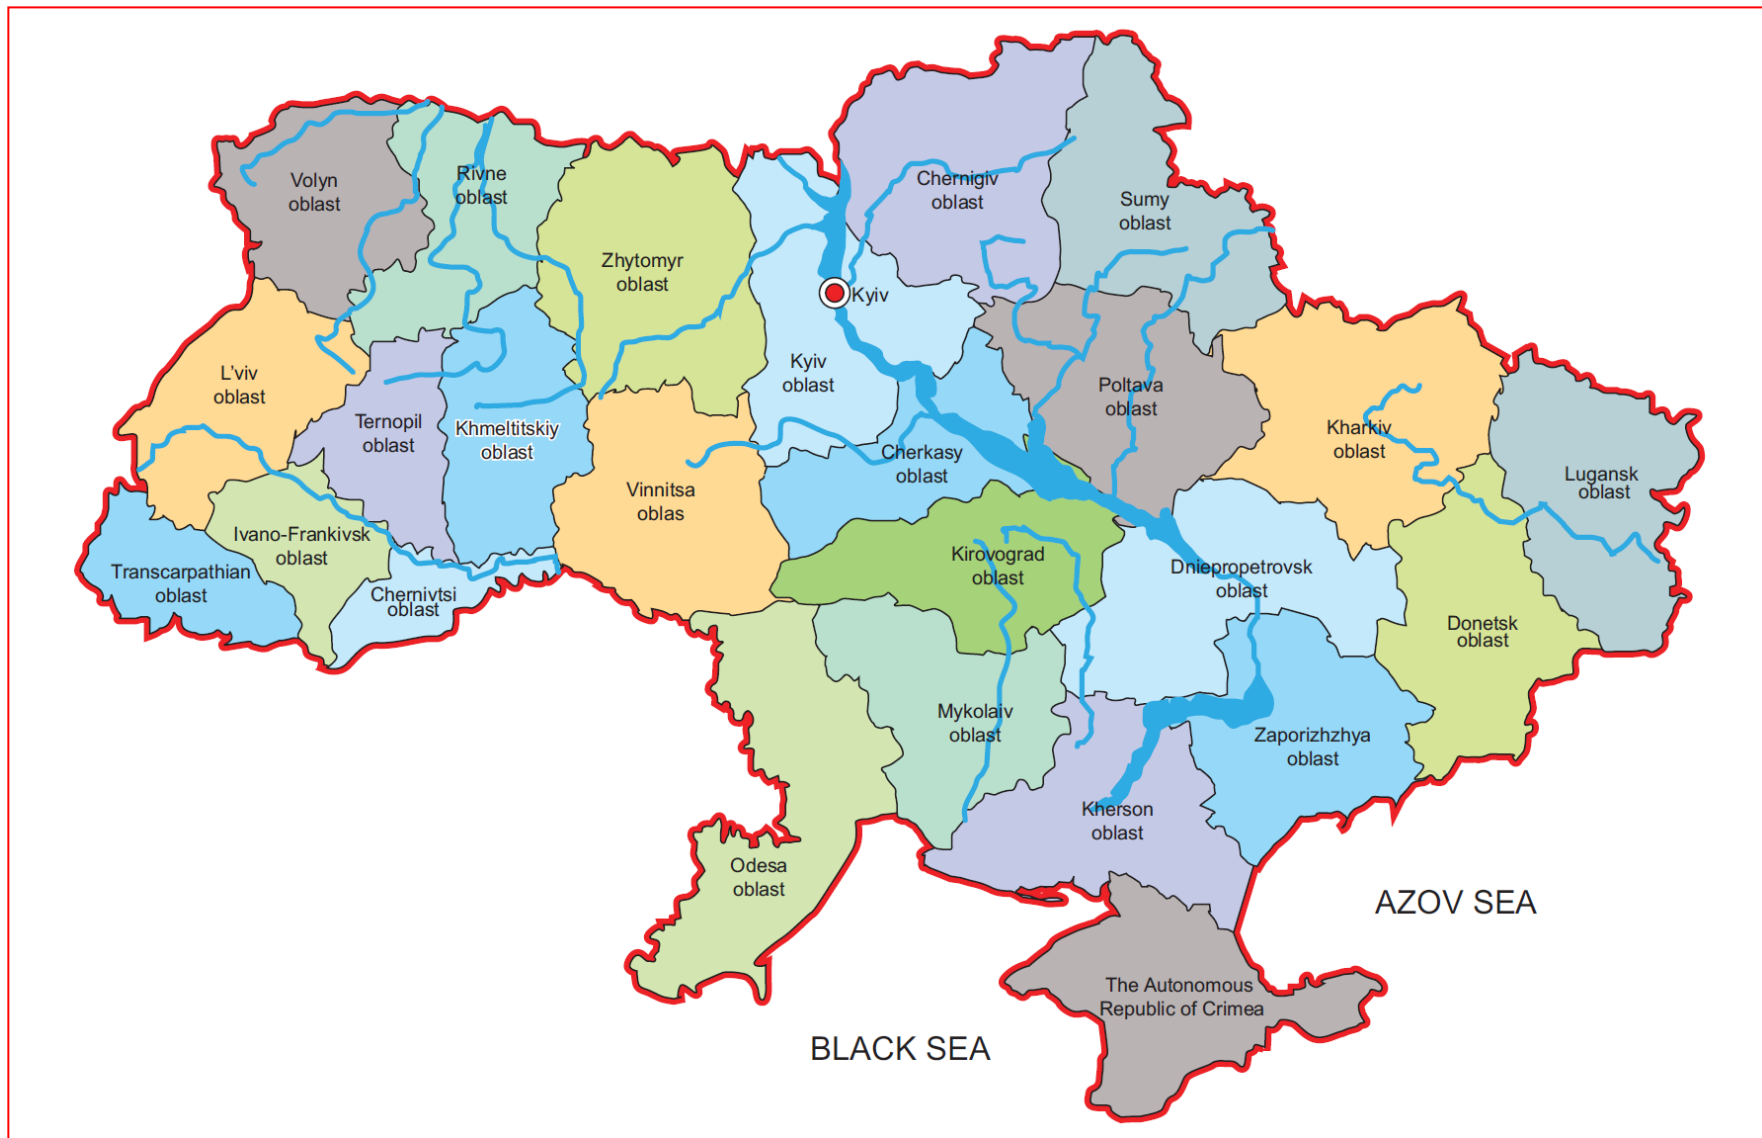 Volyn
oblast
Rivne
oblast
Zhytomyr
oblast
Chernigiv
oblast
Sumy
oblast
Kyiv
Kyiv
oblast
L'viv
oblast
Ternopil
oblast
Khmeltitskiy
oblast
Vinnitsa
oblas
Cherkasy
oblast
Poltava
oblast
Kharkiv
oblast
Lugansk
oblast
Ivano-Frankivsk
oblast
Transcarpathian
oblast
Chernivtsi
oblast
Kirovograd
oblast
Dniepropetrovsk
oblast
Donetsk
oblast
Mykolaiv
oblast
Zaporizhzhya
oblast
Kherson
oblast
Odesa
oblast
AZOV SEA
The Autonomous
Republic of Crimea
BLACK SEA